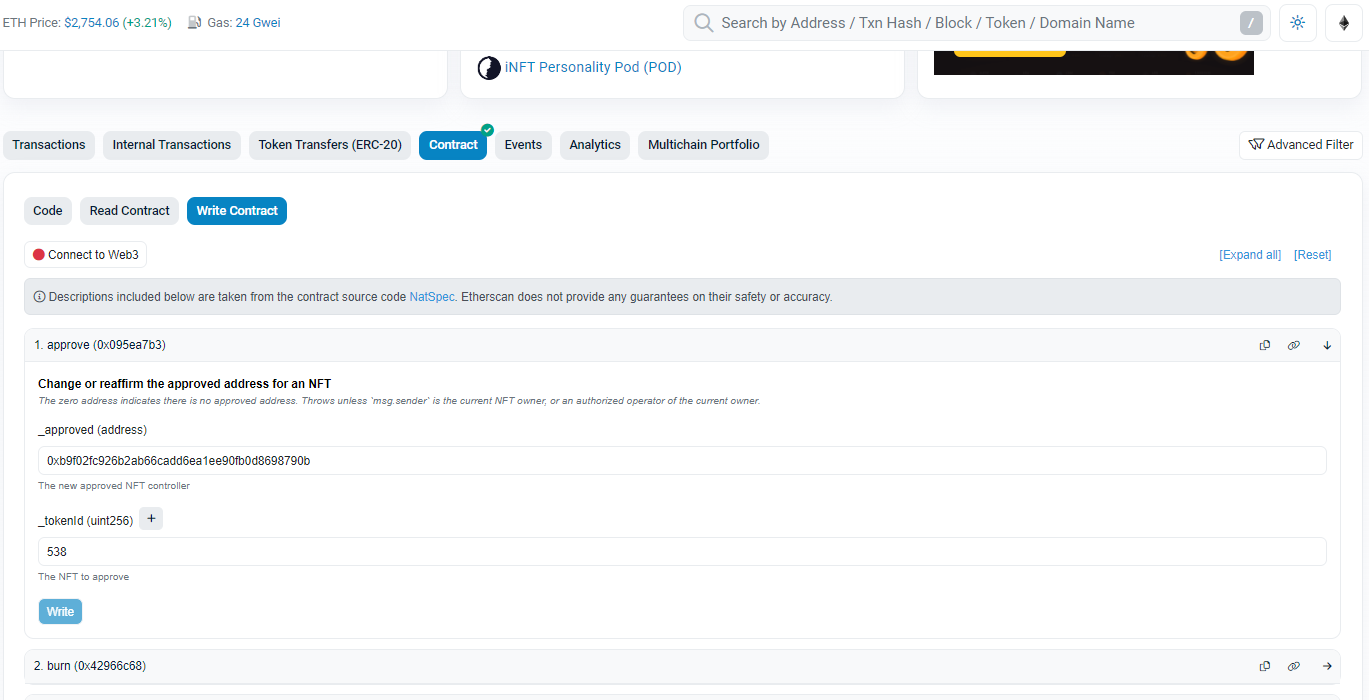 ETH Price: $2,754.06 (+3.21%) Gas: 24 Gwei
Search by Address / Txn Hash / Block / Token / Domain Name /
iNFT Personality Pod (POD)
Transactions Internal Transactions Token Transfers (ERC-20) Contract Events Analytics Multichain Portfolio Advanced Filter
Code Read Contract Write Contract
Connect to Web3 [Expand all] [Reset]
Descriptions included below are taken from the contract source code NatSpec. Etherscan does not provide any guarantees on their safety or accuracy.
1. approve (0x095ea7b3)
Change or reaffirm the approved address for an NFT
The zero address indicates there is no approved address. Throws unless `msg.sender` is the current NFT owner, or an authorized operator of the current owner.
_approved (address)
0xb9f02fc926b2ab66cadd6ea1ee90fb0d8698790b
The new approved NFT controller
_tokenId (uint256) +
538
The NFT to approve
Write
2. burn (0x42966c68)